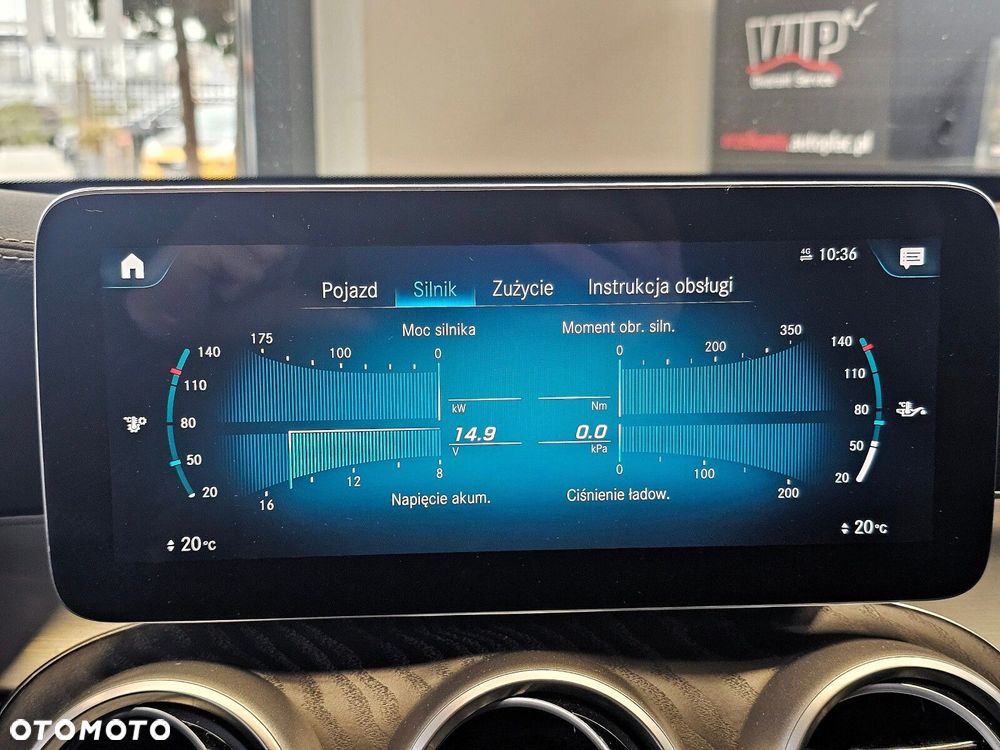 VIP
.autoplac.pl
4G 10:36
Pojazd Silnik Zużycie Instrukcja obsługi
Moc silnika Moment obr. siln.
175 100 0 0 200 350
140 140
110 110
80 80
50 50
20 20
kW Nm
14.9 0.0
V kPa
16 12 8 0 100 200
Napięcie akum. Ciśnienie ładow.
20°C 20°C
OTOMOTO